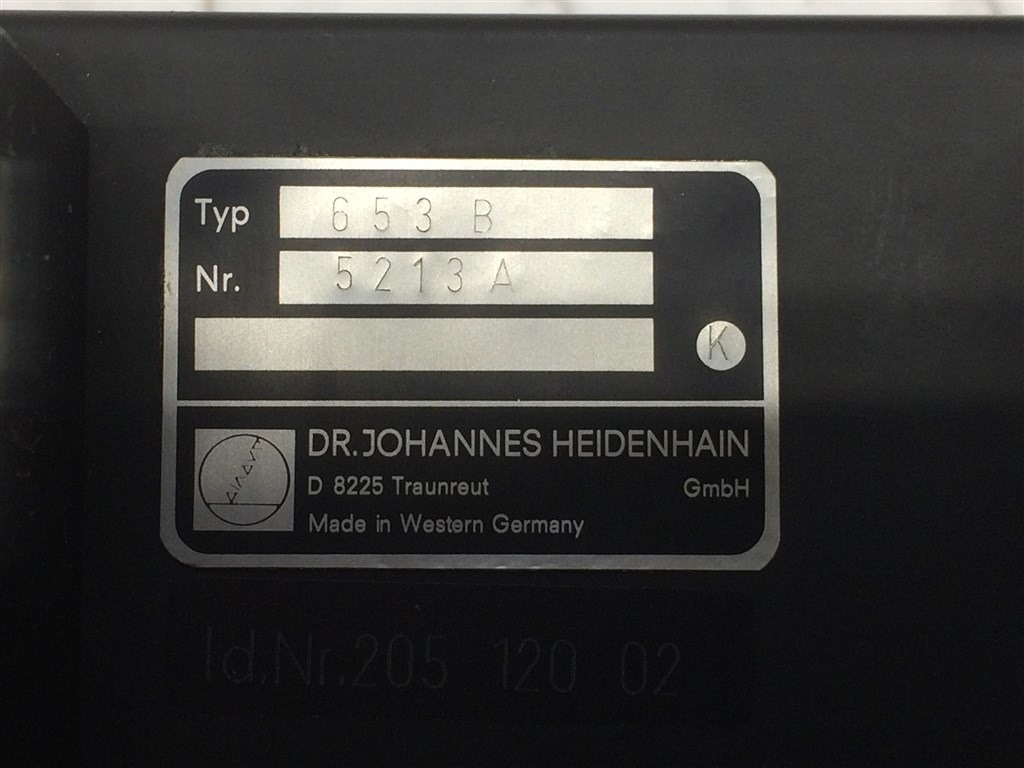 Typ 653 B
Nr. 5213 A
K
DR. JOHANNES HEIDENHAIN
D 8225 Traunreut GmbH
Made in Western Germany
Id.Nr.205 120 02